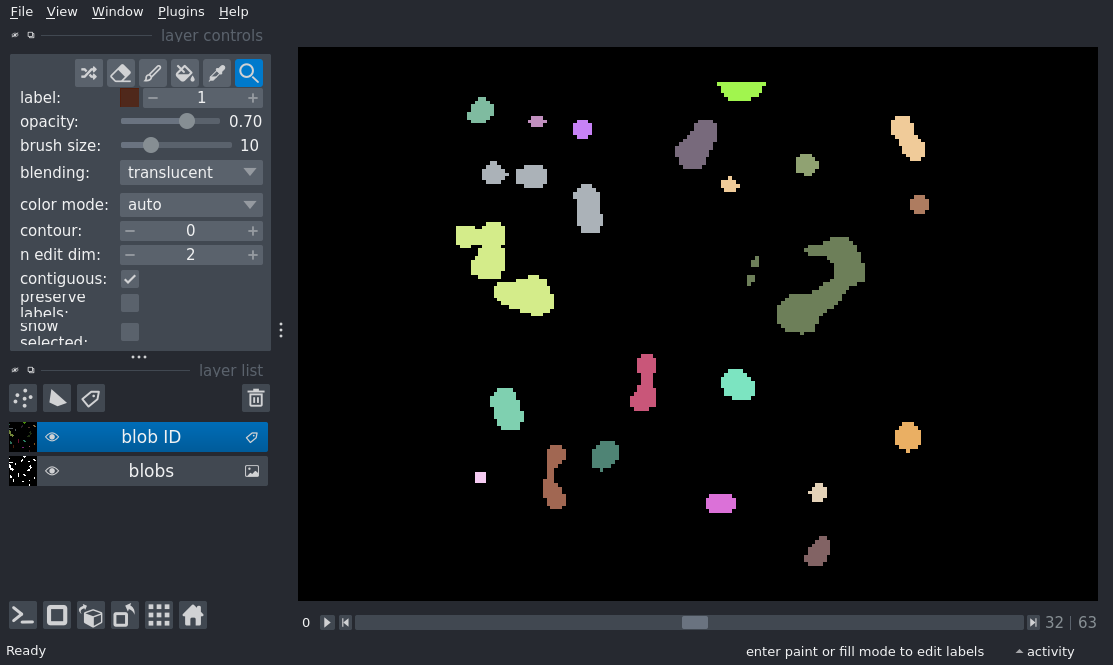 File View Window Plugins Help
layer controls
label: 1
opacity: 0.70
brush size: 10
blending: translucent
color mode: auto
contour: 0
n edit dim: 2
contiguous:
preserve
labels:
show
selected:
layer list
blob ID
blobs
0 32 | 63
Ready enter paint or fill mode to edit labels activity